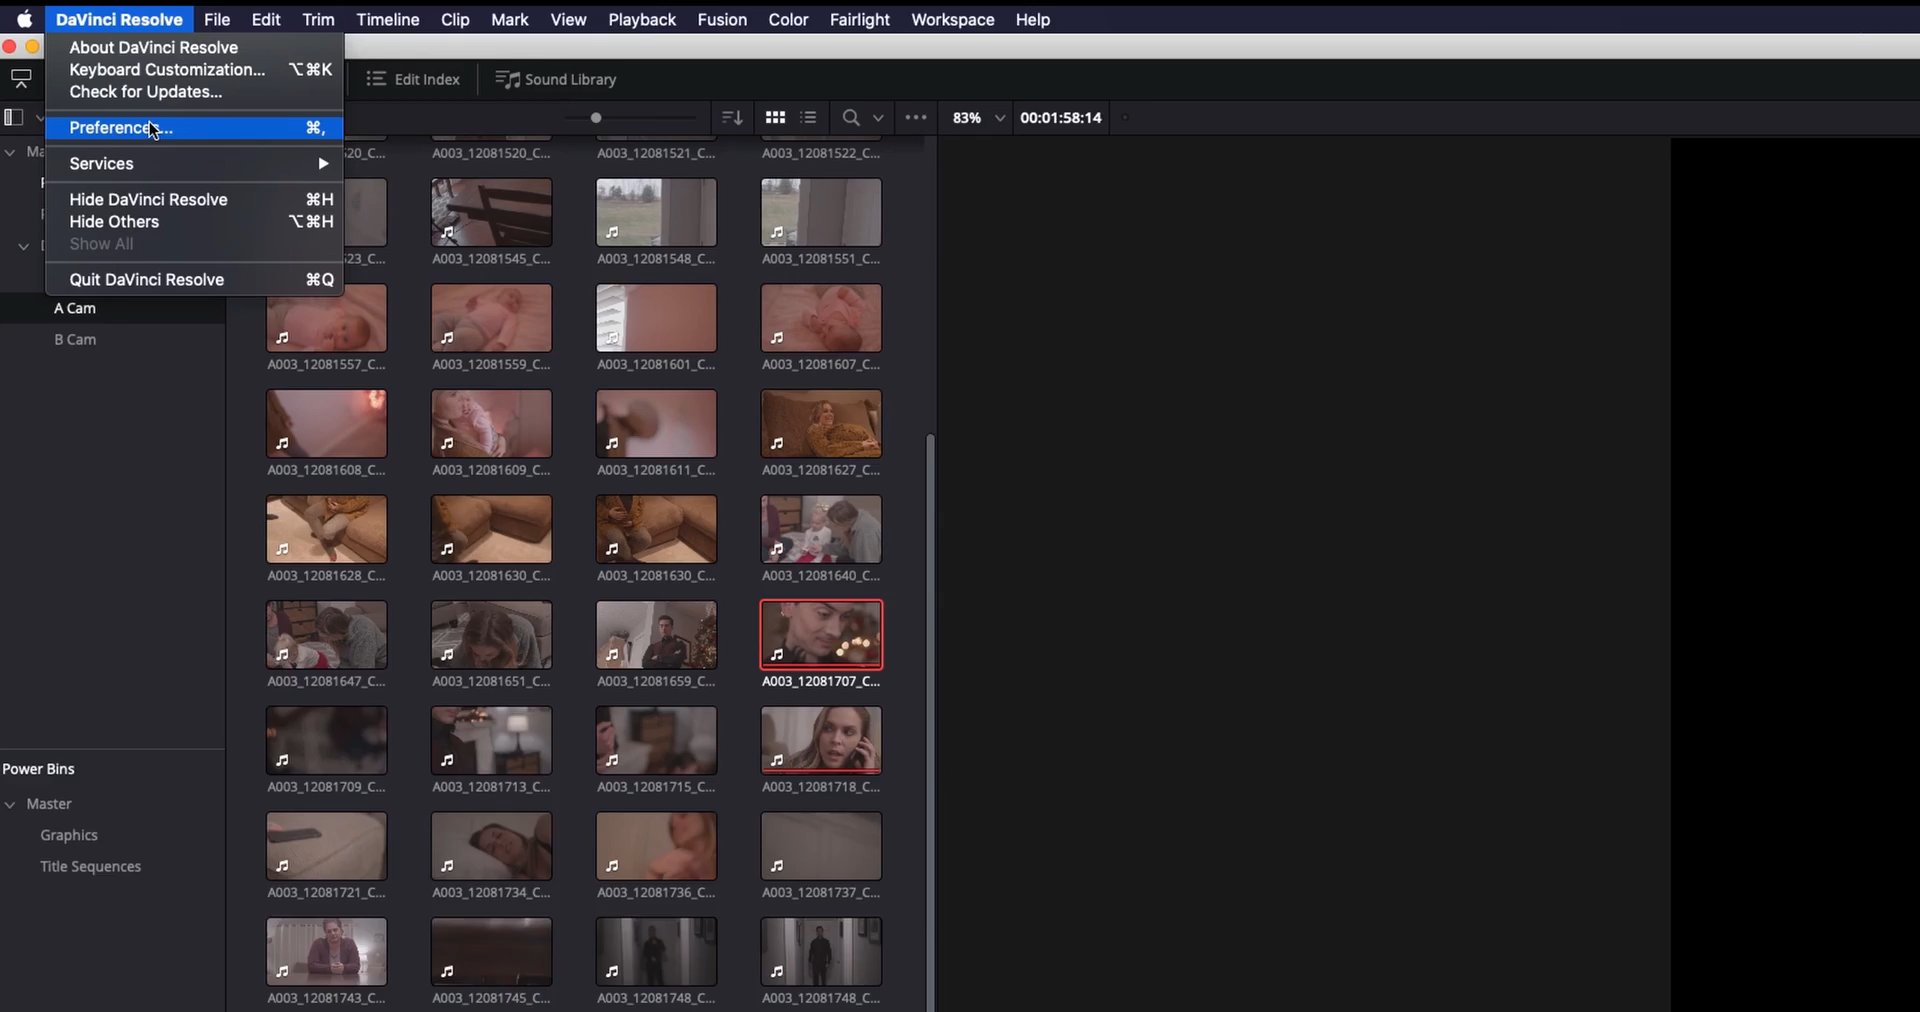 DaVinci Resolve File Edit Trim Timeline Clip Mark View Playback Fusion Color Fairlight Workspace Help
About DaVinci Resolve
Keyboard Customization... ⌥⌘K
Check for Updates...
Preferences... ⌘,
Services
Hide DaVinci Resolve ⌘H
Hide Others ⌥⌘H
Show All
Quit DaVinci Resolve ⌘Q
Edit Index
Sound Library
83% 00:01:58:14
A Cam
B Cam
Power Bins
Master
Graphics
Title Sequences
520_C... A003_12081520_C... A003_12081521_C... A003_12081522_C...
523_C... A003_12081545_C... A003_12081548_C... A003_12081551_C...
A003_12081557_C... A003_12081559_C... A003_12081601_C... A003_12081607_C...
A003_12081608_C... A003_12081609_C... A003_12081611_C... A003_12081627_C...
A003_12081628_C... A003_12081630_C... A003_12081630_C... A003_12081640_C...
A003_12081647_C... A003_12081651_C... A003_12081659_C... A003_12081707_C...
A003_12081709_C... A003_12081713_C... A003_12081715_C... A003_12081718_C...
A003_12081721_C... A003_12081734_C... A003_12081736_C... A003_12081737_C...
A003_12081743_C... A003_12081745_C... A003_12081748_C... A003_12081748_C...